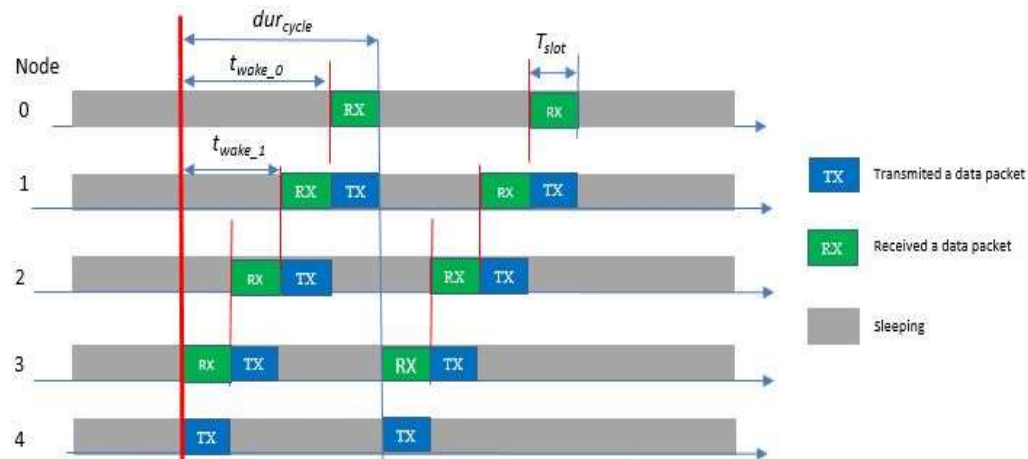 dur_cycle
t_wake_0
T_slot
Node
0
RX
RX
t_wake_1
1
RX TX
RX TX
TX Transmited a data packet
2
RX TX
RX TX
RX Received a data packet
Sleeping
3
RX TX
RX TX
4
TX
TX